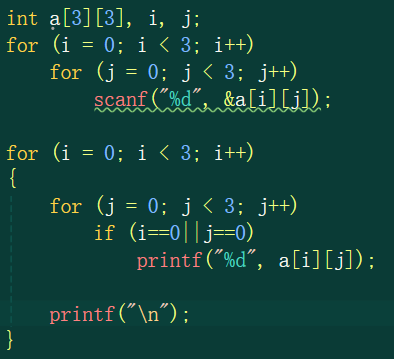 int a[3][3], i, j;
for (i = 0; i < 3; i++)
    for (j = 0; j < 3; j++)
        scanf("%d", &a[i][j]);

for (i = 0; i < 3; i++)
{
    for (j = 0; j < 3; j++)
        if (i==0||j==0)
            printf("%d", a[i][j]);

    printf("\n");
}